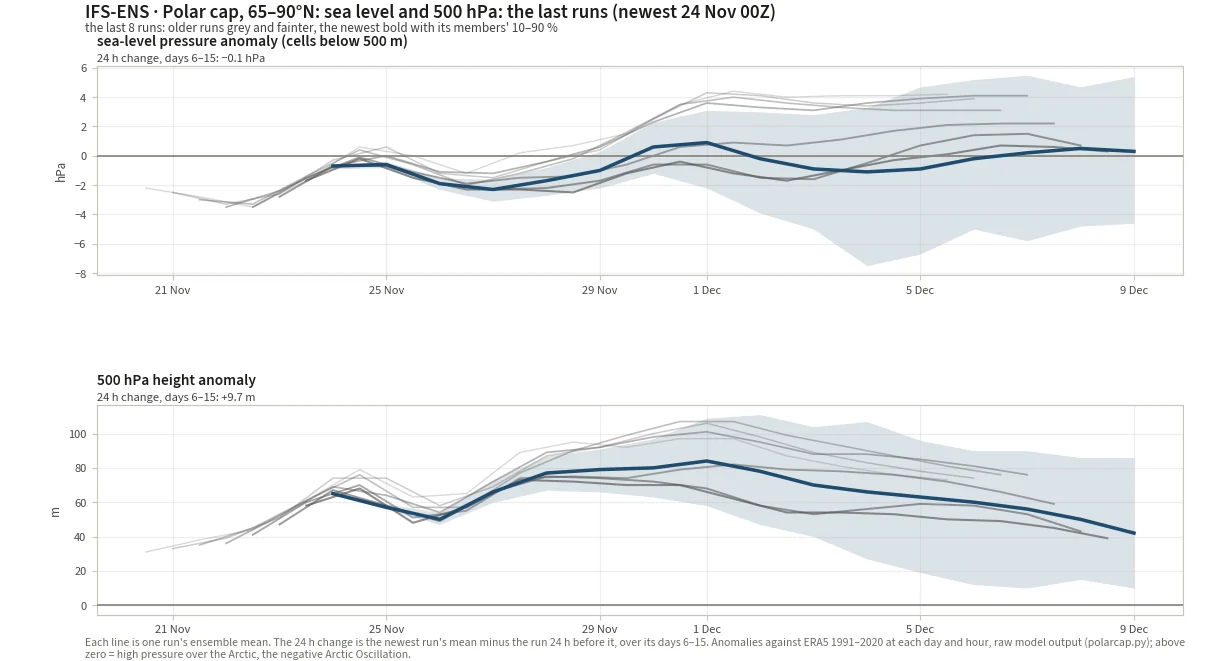 IFS-ENS · Polar cap, 65–90°N: sea level and 500 hPa: the last runs (newest 24 Nov 00Z)
the last 8 runs: older runs grey and fainter, the newest bold with its members' 10–90 %
sea-level pressure anomaly (cells below 500 m)
24 h change, days 6–15: −0.1 hPa
6
4
2
0
−2
−4
−6
−8
hPa
21 Nov
25 Nov
29 Nov
1 Dec
5 Dec
9 Dec
500 hPa height anomaly
24 h change, days 6–15: +9.7 m
100
80
60
40
20
0
m
21 Nov
25 Nov
29 Nov
1 Dec
5 Dec
9 Dec
Each line is one run's ensemble mean. The 24 h change is the newest run's mean minus the run 24 h before it, over its days 6–15. Anomalies against ERA5 1991–2020 at each day and hour, raw model output (polarcap.py); above
zero = high pressure over the Arctic, the negative Arctic Oscillation.